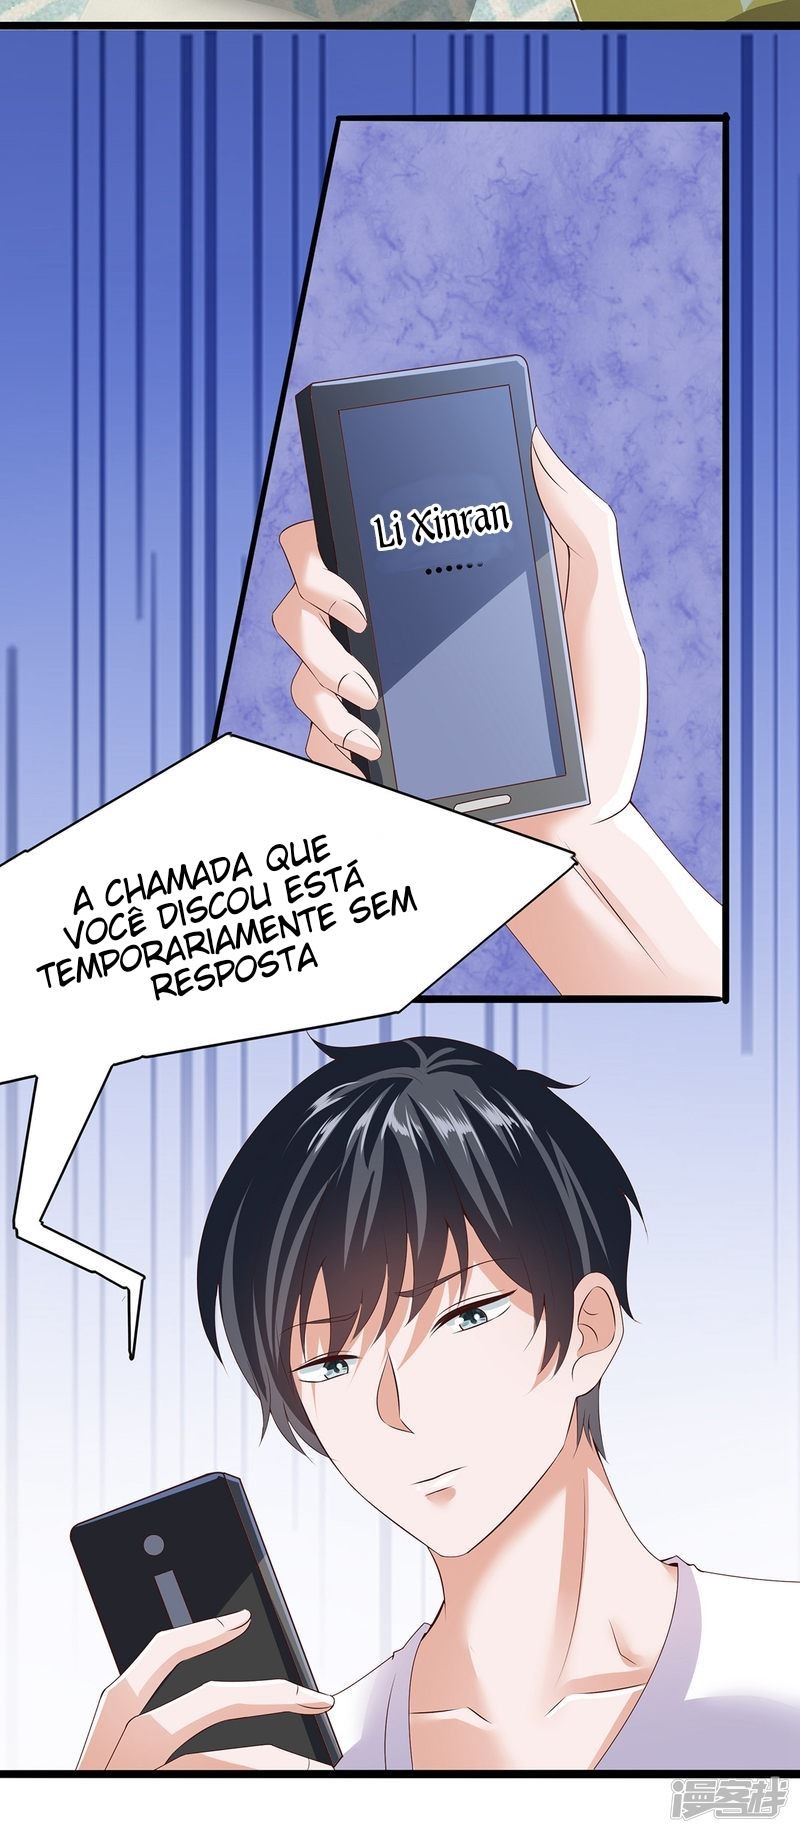 Li Xinran
......
A CHAMADA QUE
VOCÊ DISCOU ESTÁ
TEMPORARIAMENTE SEM
RESPOSTA
漫客栈